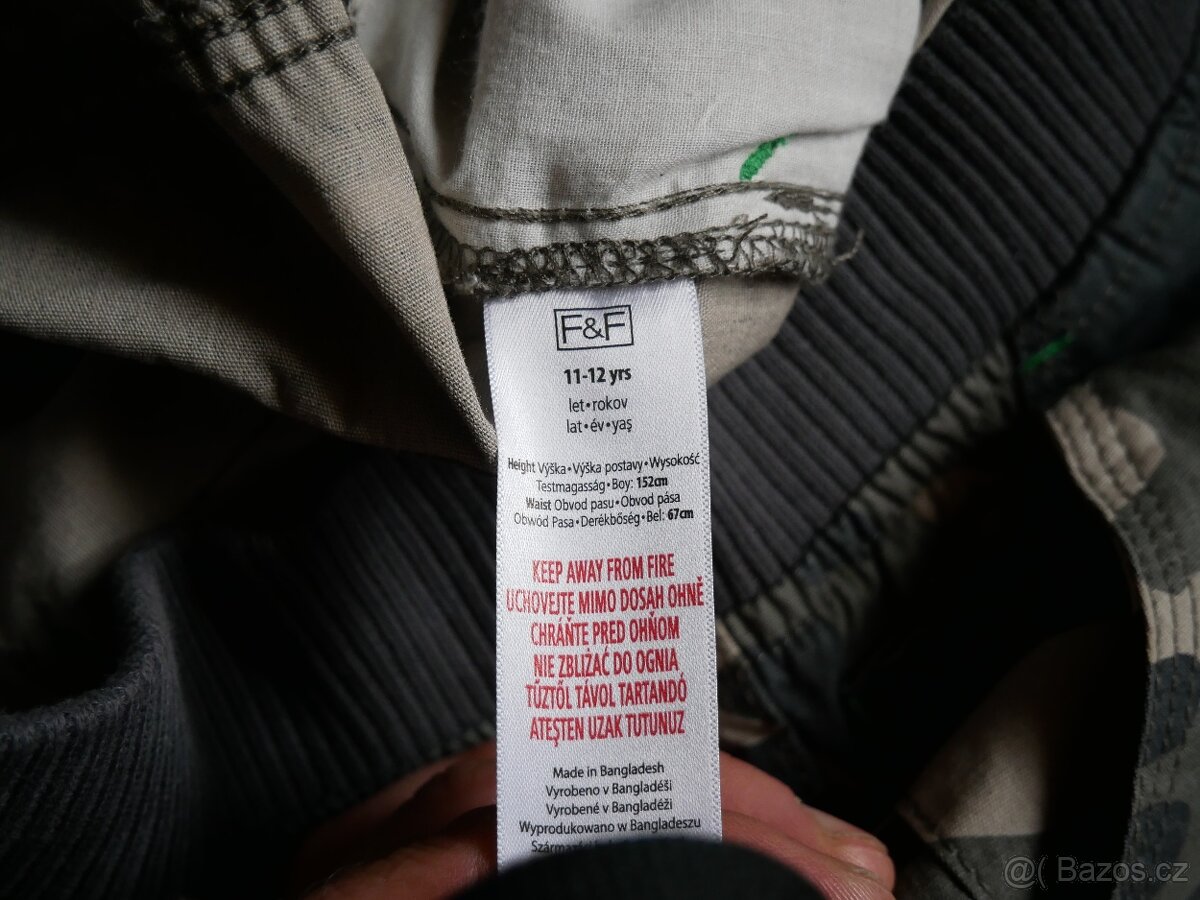 F&F
11-12 yrs
let•rokov
lat•év•yaş
Height Výška•Výška postavy•Wysokość
Testmagasság•Boy: 152cm
Waist Obvod pasu•Obvod pása
Obwód Pasa•Derékbőség•Bel: 67cm
KEEP AWAY FROM FIRE
UCHOVEJTE MIMO DOSAH OHNĚ
CHRÁŇTE PRED OHŇOM
NIE ZBLIŻAĆ DO OGNIA
TŰZTŐL TÁVOL TARTANDÓ
ATEŞTEN UZAK TUTUNUZ
Made in Bangladesh
Vyrobeno v Bangladéši
Vyrobené v Bangladéži
Wyprodukowano w Bangladeszu
@( Bazos.cz